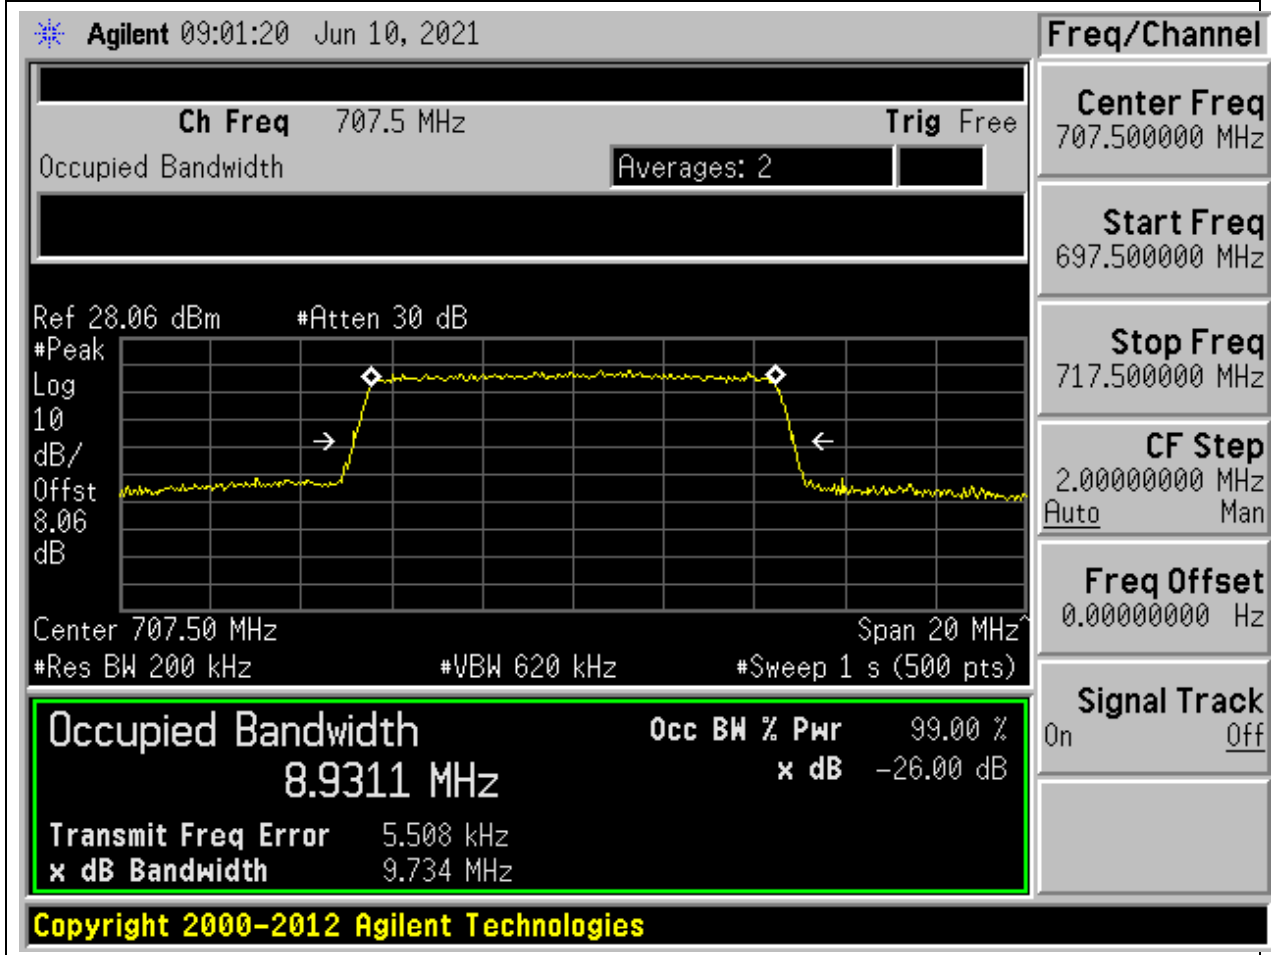 Agilent 09:01:20 Jun 10, 2021
Freq/Channel
Ch Freq 707.5 MHz Trig Free
Occupied Bandwidth Averages: 2
Ref 28.06 dBm #Atten 30 dB
#Peak
Log
10
dB/
Offst
8.06
dB
Center 707.50 MHz Span 20 MHz^
#Res BW 200 kHz #VBW 620 kHz #Sweep 1 s (500 pts)
Occupied Bandwidth Occ BW % Pwr 99.00 %
8.9311 MHz x dB -26.00 dB
Transmit Freq Error 5.508 kHz
x dB Bandwidth 9.734 MHz
Center Freq
707.500000 MHz
Start Freq
697.500000 MHz
Stop Freq
717.500000 MHz
CF Step
2.00000000 MHz
Auto Man
Freq Offset
0.00000000 Hz
Signal Track
On Off
Copyright 2000-2012 Agilent Technologies